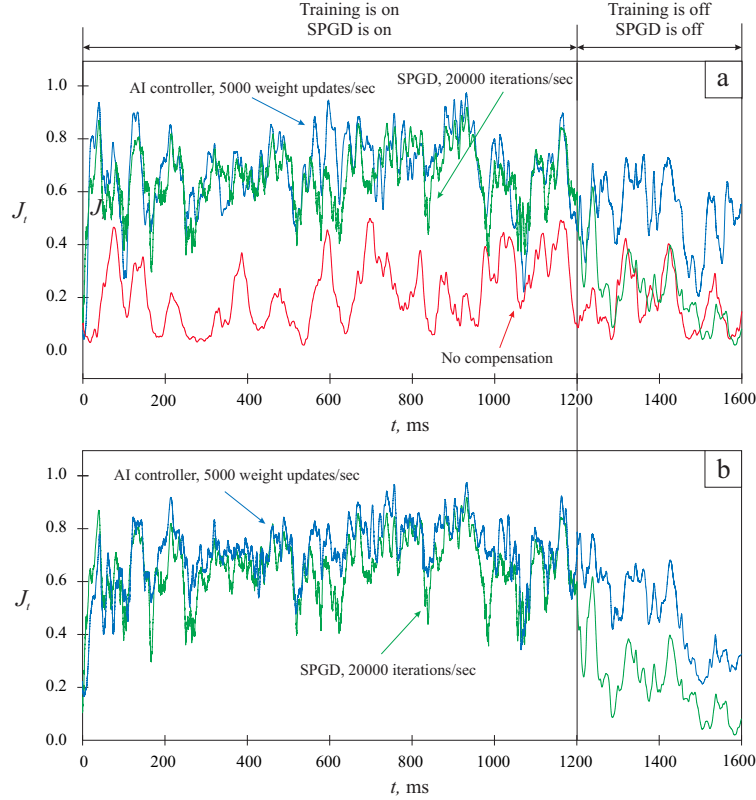 Training is on
SPGD is on
Training is off
SPGD is off
a
AI controller, 5000 weight updates/sec
SPGD, 20000 iterations/sec
1.0
0.8
0.6
J
J_t
0.4
0.2
0.0
No compensation
0
200
400
600
800
1000
1200
1400
1600
t, ms
b
AI controller, 5000 weight updates/sec
1.0
0.8
0.6
J_t
0.4
0.2
0.0
SPGD, 20000 iterations/sec
0
200
400
600
800
1000
1200
1400
1600
t, ms